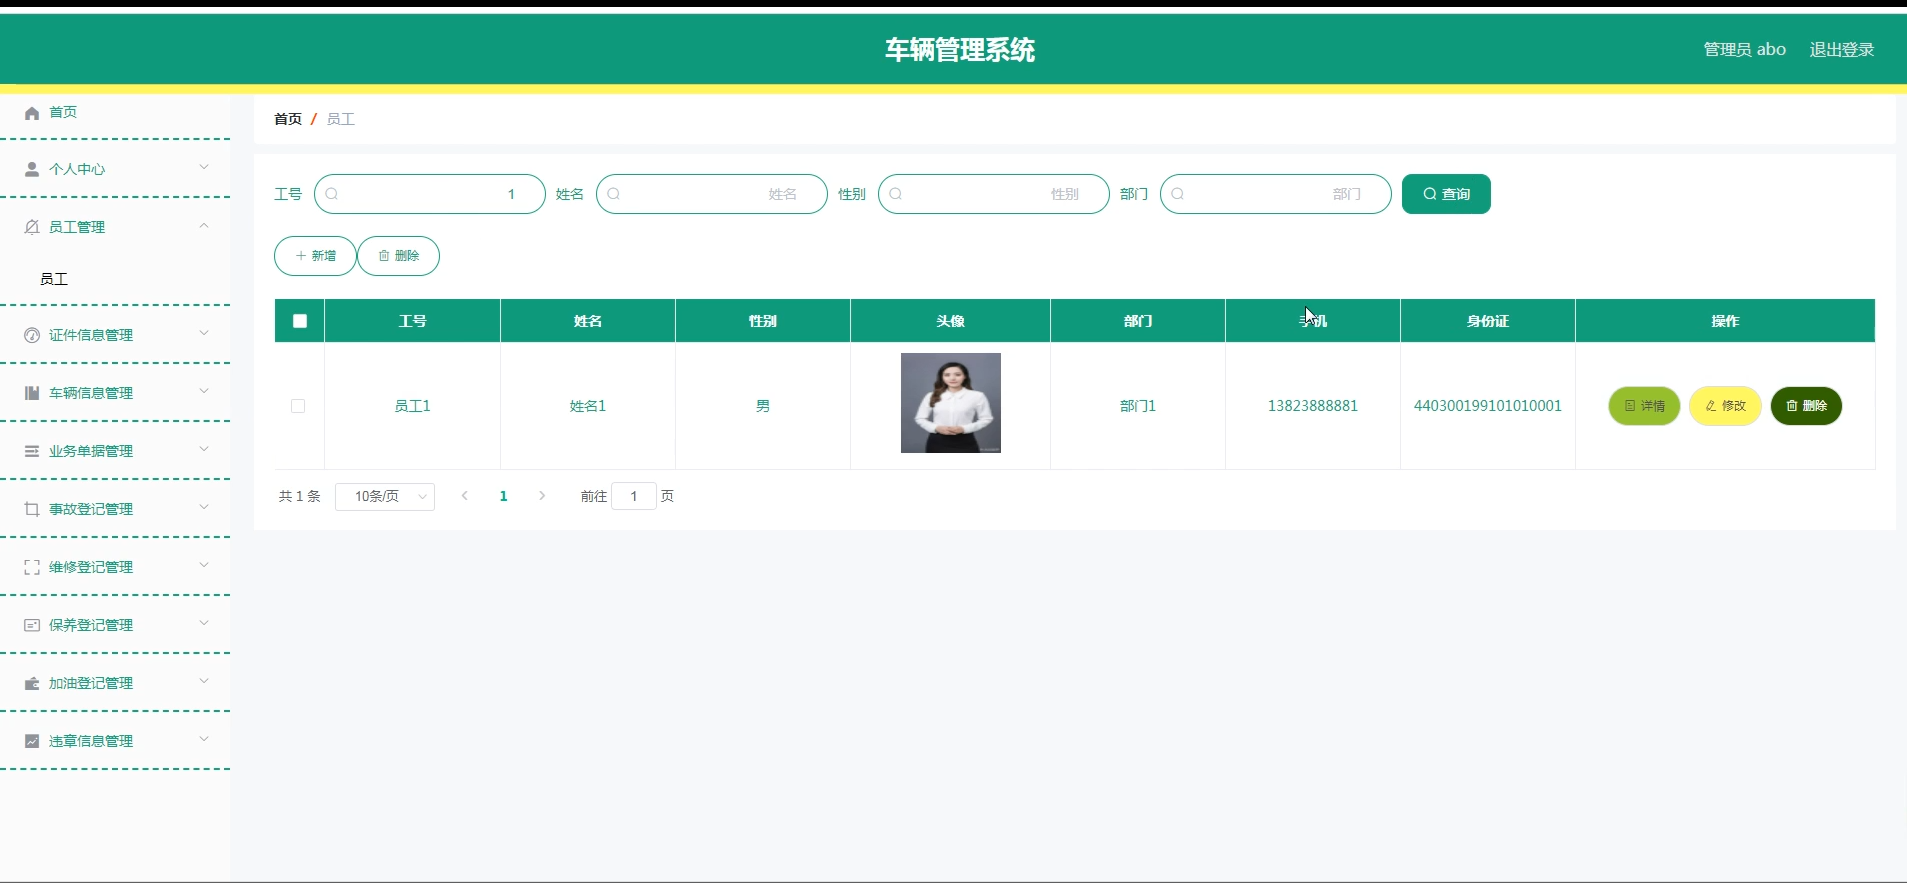 车辆管理系统
管理员 abo 退出登录
首页
个人中心
员工管理
员工
证件信息管理
车辆信息管理
业务单据管理
事故登记管理
维修登记管理
保养登记管理
加油登记管理
违章信息管理
首页 / 员工
工号 1 姓名 姓名 性别 性别 部门 部门 查询
新增 删除
工号 姓名 性别 头像 部门 手机 身份证 操作
员工1 姓名1 男 部门1 13823888881 440300199101010001 详情 修改 删除
共 1 条 10条/页 1 前往 1 页